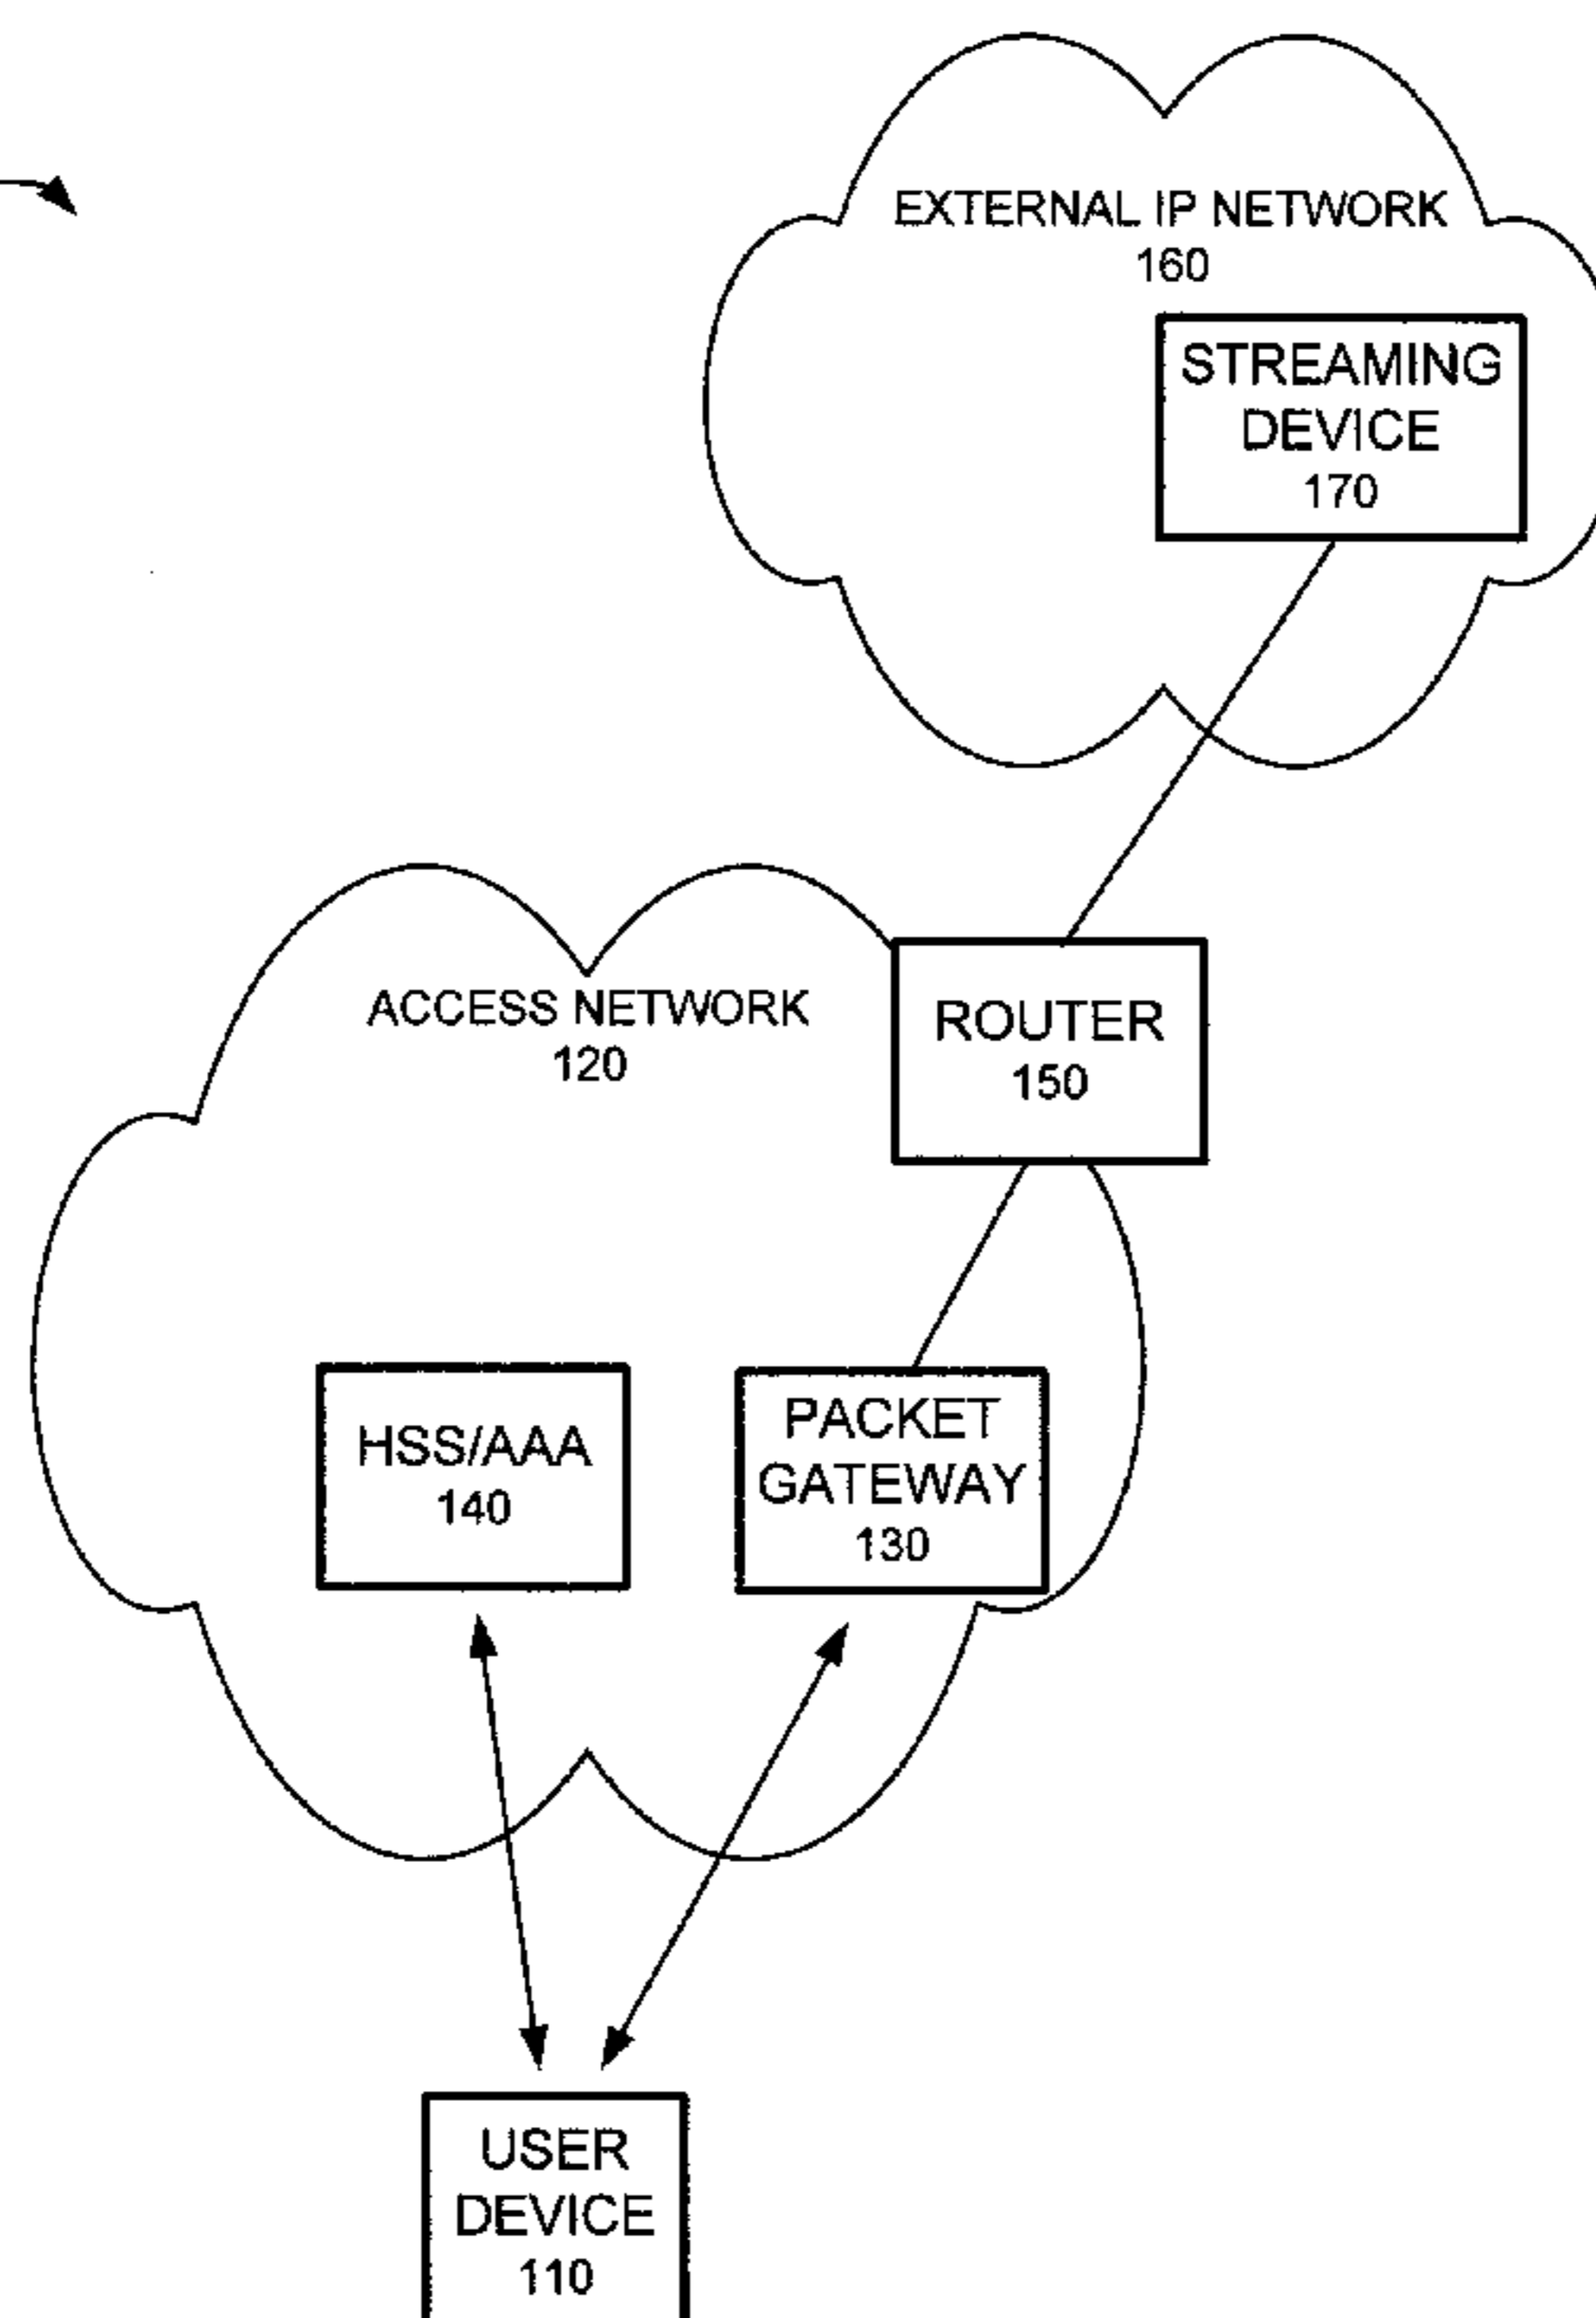 EXTERNAL IP NETWORK
160
STREAMING
DEVICE
170
ACCESS NETWORK
120
ROUTER
150
HSS/AAA
140
PACKET
GATEWAY
130
USER
DEVICE
110